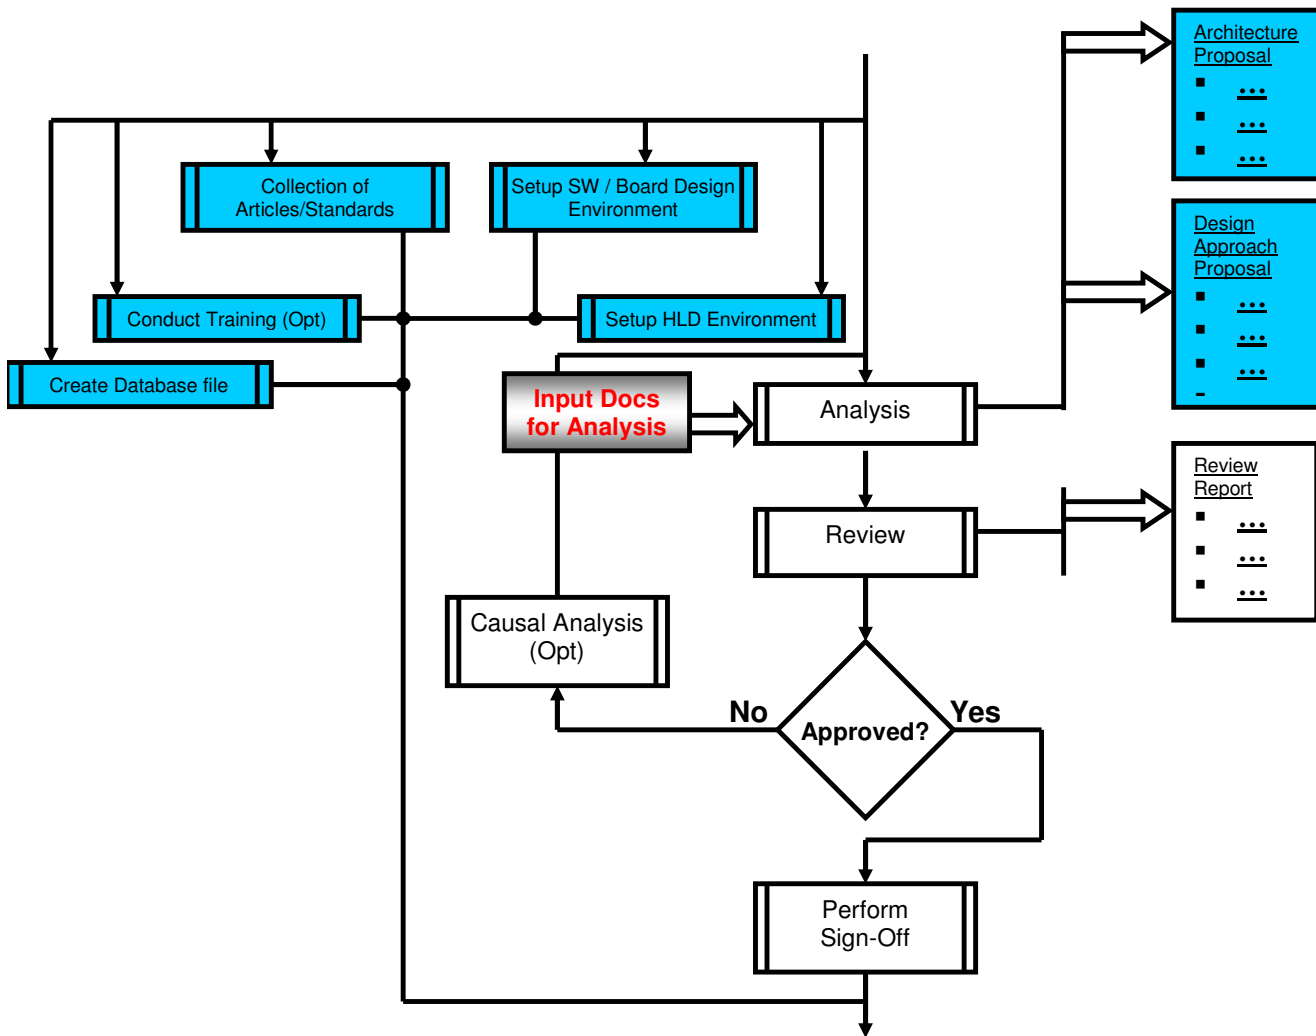 Architecture
Proposal
▪ ...
▪ ...
▪ ...
Collection of
Articles/Standards
Setup SW / Board Design
Environment
Design
Approach
Proposal
▪ ...
▪ ...
▪ ...
Conduct Training (Opt)
Setup HLD Environment
Create Database file
Input Docs
for Analysis
Analysis
Review
Report
▪ ...
▪ ...
▪ ...
Review
Causal Analysis
(Opt)
No
Approved?
Yes
Perform
Sign-Off